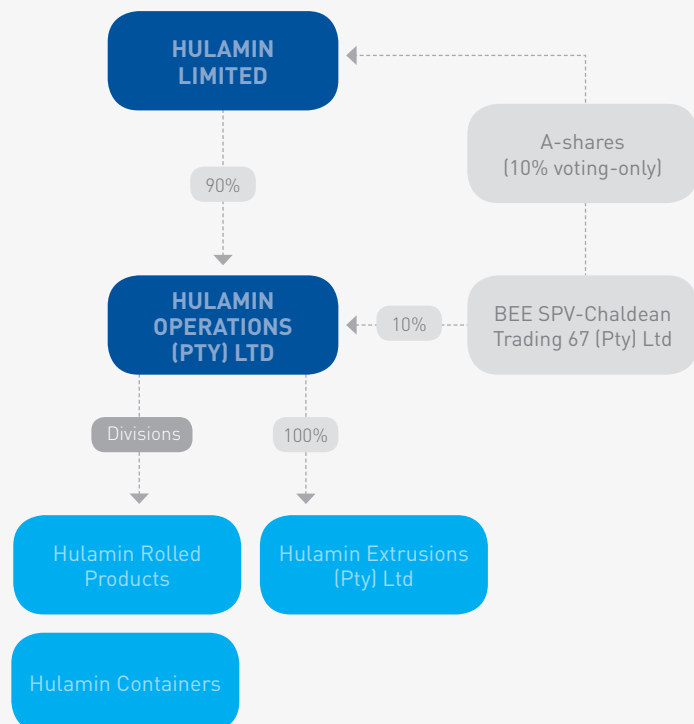 HULAMIN
LIMITED
A-shares
(10% voting-only)
90%
HULAMIN
OPERATIONS
(PTY) LTD
10%
BEE SPV-Chaldean
Trading 67 (Pty) Ltd
Divisions
100%
Hulamin Rolled
Products
Hulamin Extrusions
(Pty) Ltd
Hulamin Containers